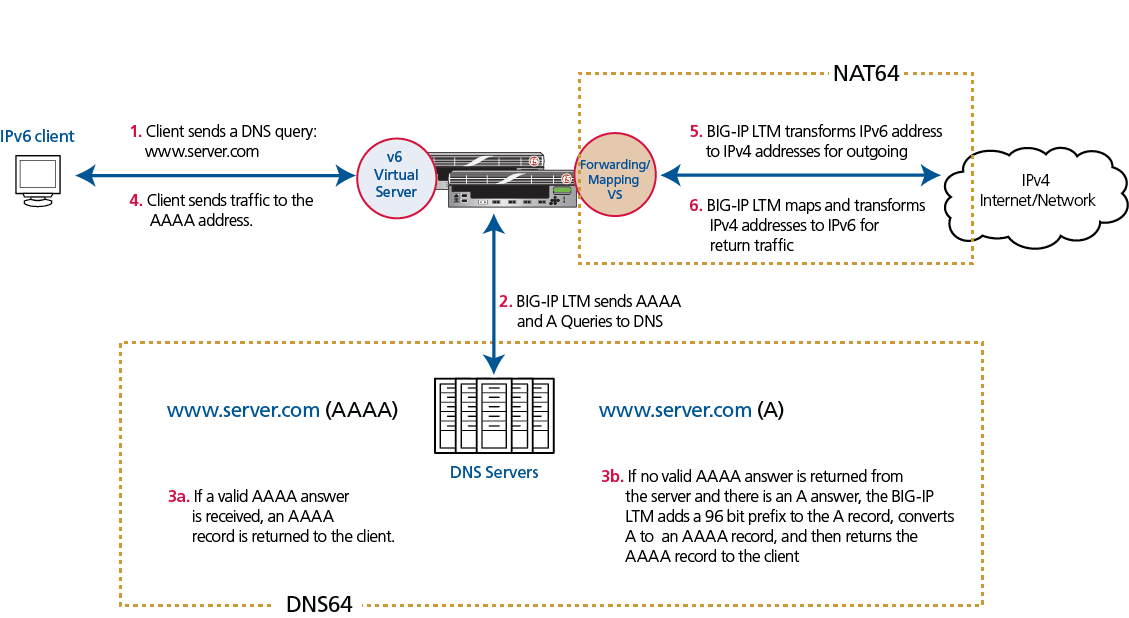 NAT64
IPv6 client
1. Client sends a DNS query:
www.server.com
4. Client sends traffic to the
AAAA address.
v6
Virtual
Server
Forwarding/
Mapping
VS
5. BIG-IP LTM transforms IPv6 address
to IPv4 addresses for outgoing
6. BIG-IP LTM maps and transforms
IPv4 addresses to IPv6 for
return traffic
IPv4
Internet/Network
2. BIG-IP LTM sends AAAA
and A Queries to DNS
www.server.com (AAAA)
www.server.com (A)
DNS Servers
3a. If a valid AAAA answer
is received, an AAAA
record is returned to the client.
3b. If no valid AAAA answer is returned from
the server and there is an A answer, the BIG-IP
LTM adds a 96 bit prefix to the A record, converts
A to an AAAA record, and then returns the
AAAA record to the client
DNS64